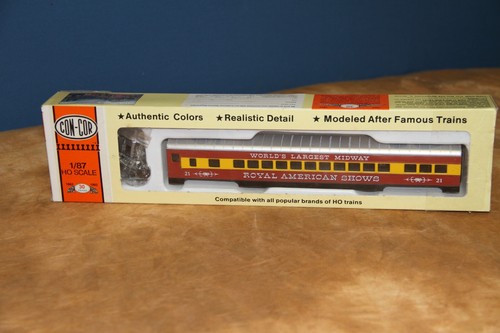 ★Authentic Colors ★Realistic Detail ★ Modeled After Famous Trains
CON-COR
1/87
HO SCALE
WORLD'S LARGEST MIDWAY
21 ROYAL AMERICAN SHOWS 21
Compatible with all popular brands of HO trains